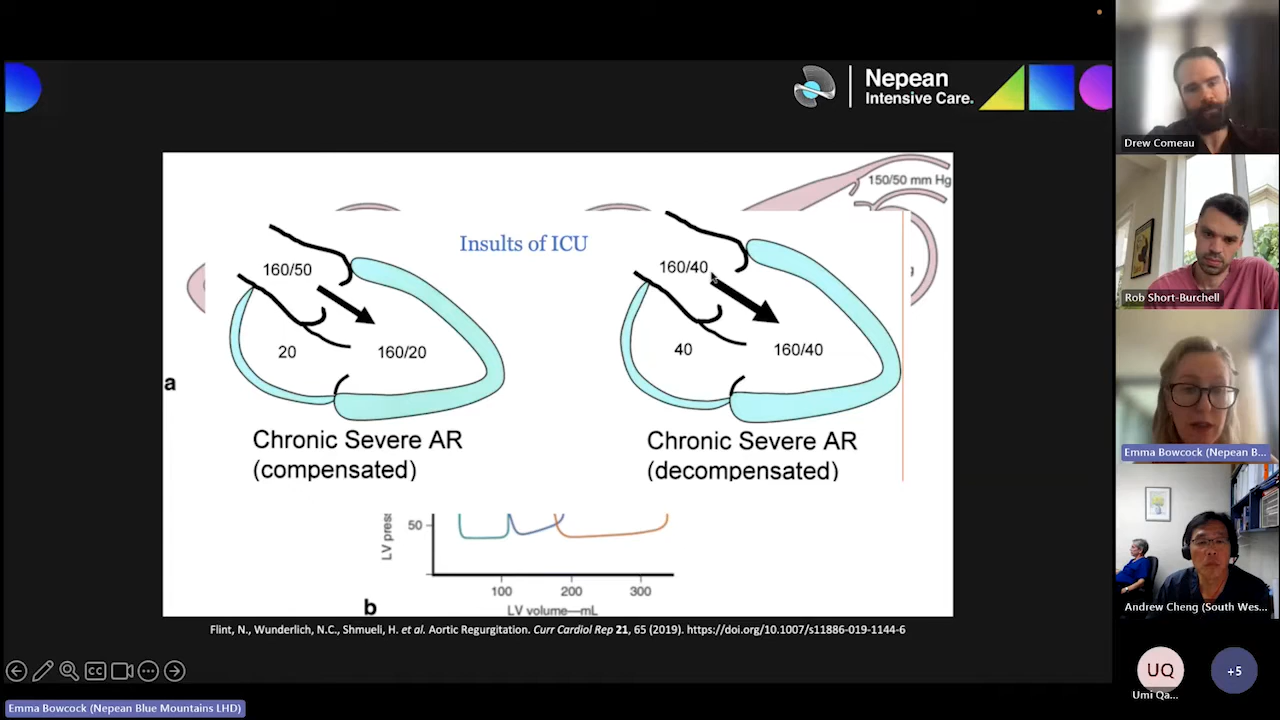 Nepean
Intensive Care.
150/50 mm Hg
Insults of ICU
160/50
20
160/20
160/40
40
160/40
a
Chronic Severe AR
(compensated)
Chronic Severe AR
(decompensated)
50
100
200
300
LV volume—mL
b
Flint, N., Wunderlich, N.C., Shmueli, H. et al. Aortic Regurgitation. Curr Cardiol Rep 21, 65 (2019). https://doi.org/10.1007/s11886-019-1144-6
CC
Emma Bowcock (Nepean Blue Mountains LHD)
Drew Comeau
Rob Short-Burchell
Emma Bowcock (Nepean B...
Andrew Cheng (South Wes...
UQ
Umi Qa...
+5